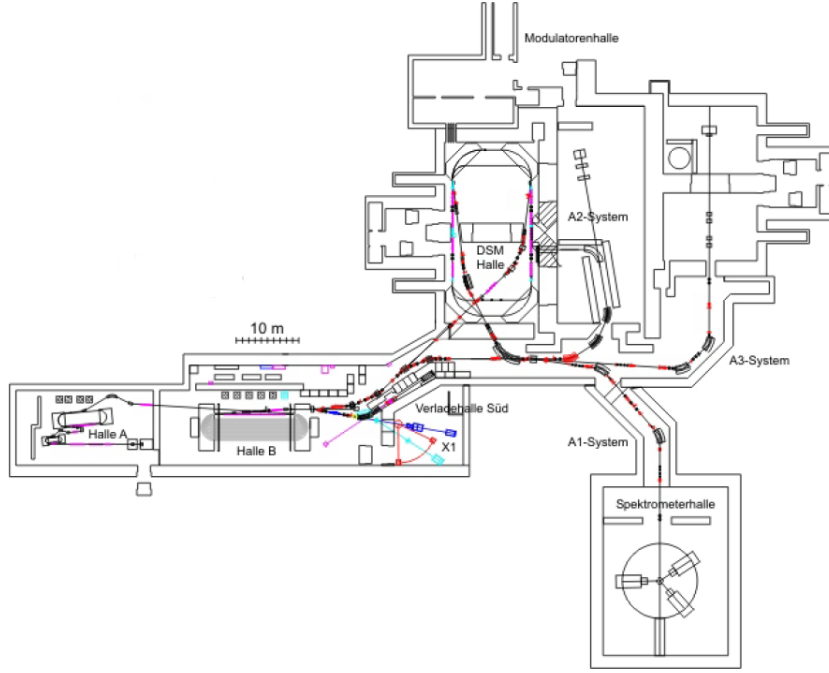 Modulatorenhalle
A2-System
DSM
Halle
10 m
A3-System
Verladehalle Süd
Halle A
Halle B
X1
A1-System
Spektrometerhalle